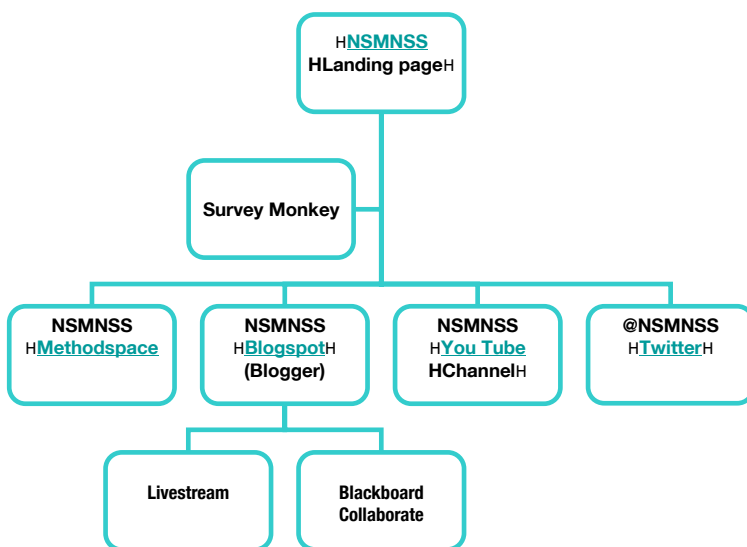 HNSMNSS
HLanding pageH
Survey Monkey
NSMNSS
HMethodspace
NSMNSS
HBlogspotH
(Blogger)
NSMNSS
HYou Tube
HChannelH
@NSMNSS
HTwitterH
Livestream
Blackboard
Collaborate